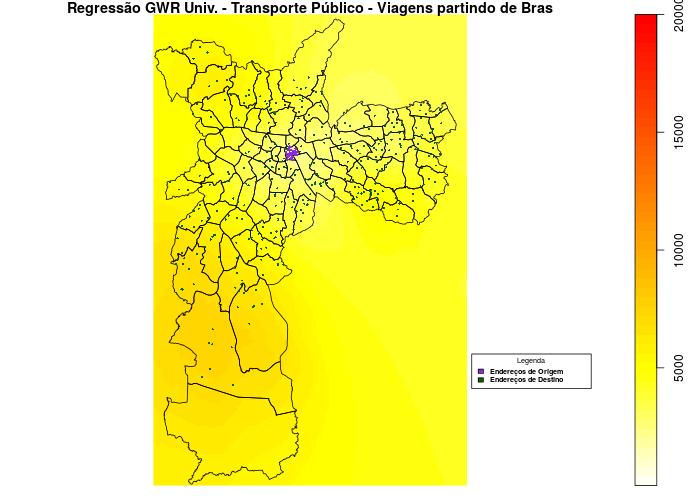 Regressão GWR Univ. - Transporte Público - Viagens partindo de Bras
20000
15000
10000
5000
Legenda
Endereços de Origem
Endereços de Destino